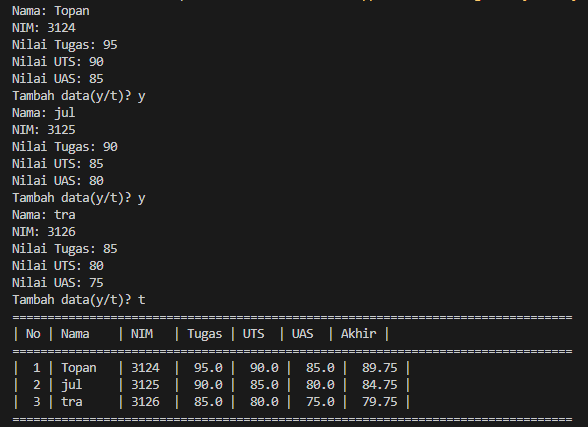 Nama: Topan
NIM: 3124
Nilai Tugas: 95
Nilai UTS: 90
Nilai UAS: 85
Tambah data(y/t)? y
Nama: jul
NIM: 3125
Nilai Tugas: 90
Nilai UTS: 85
Nilai UAS: 80
Tambah data(y/t)? y
Nama: tra
NIM: 3126
Nilai Tugas: 85
Nilai UTS: 80
Nilai UAS: 75
Tambah data(y/t)? t
================================================================================
| No | Nama    | NIM   | Tugas | UTS  | UAS  | Akhir |
================================================================================
|  1 | Topan   | 3124  |  95.0 |  90.0 |  85.0 |  89.75 |
|  2 | jul     | 3125  |  90.0 |  85.0 |  80.0 |  84.75 |
|  3 | tra     | 3126  |  85.0 |  80.0 |  75.0 |  79.75 |
================================================================================